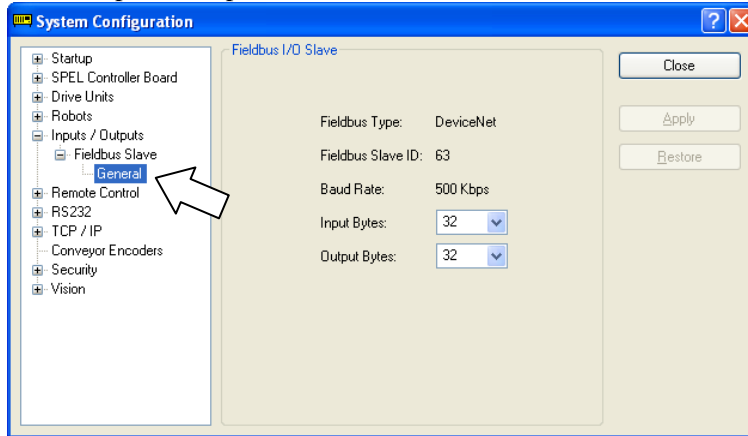 System Configuration
Startup
SPEL Controller Board
Drive Units
Robots
Inputs / Outputs
Fieldbus Slave
General
Remote Control
RS232
TCP / IP
Conveyor Encoders
Security
Vision
Fieldbus I/O Slave
Fieldbus Type: DeviceNet
Fieldbus Slave ID: 63
Baud Rate: 500 Kbps
Input Bytes: 32
Output Bytes: 32
Close
Apply
Restore